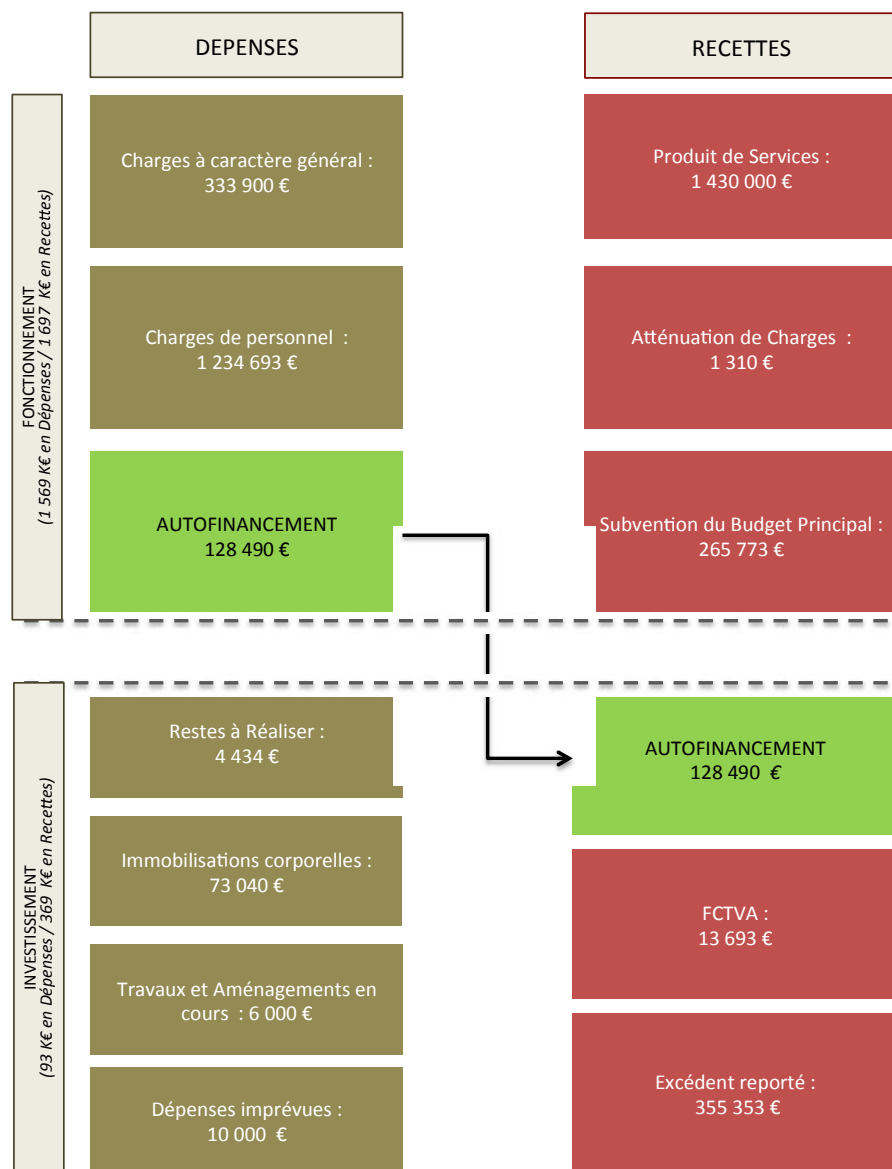 DEPENSES
RECETTES
FONCTIONNEMENT
(1 569 K€ en Dépenses / 1 697 K€ en Recettes)
Charges à caractère général :
333 900 €
Produit de Services :
1 430 000 €
Charges de personnel :
1 234 693 €
Atténuation de Charges :
1 310 €
AUTOFINANCEMENT
128 490 €
Subvention du Budget Principal :
265 773 €
INVESTISSEMENT
(93 K€ en Dépenses / 369 K€ en Recettes)
Restes à Réaliser :
4 434 €
AUTOFINANCEMENT
128 490 €
Immobilisations corporelles :
73 040 €
FCTVA :
13 693 €
Travaux et Aménagements en
cours : 6 000 €
Dépenses imprévues :
10 000 €
Excédent reporté :
355 353 €